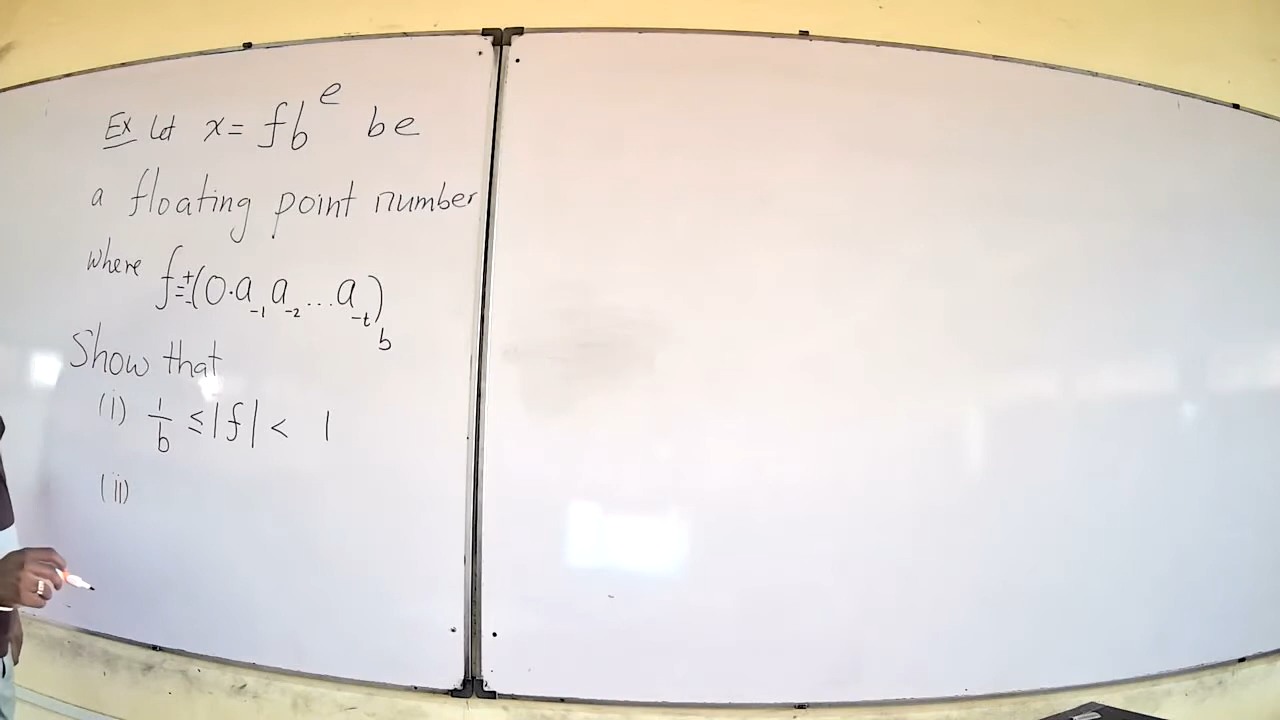 Ex Let x = fb^e be
a floating point number
where f = ±(0.a_{-1} a_{-2} ... a_{-t})_b
Show that
(i) 1/b ≤ |f| < 1
(ii)